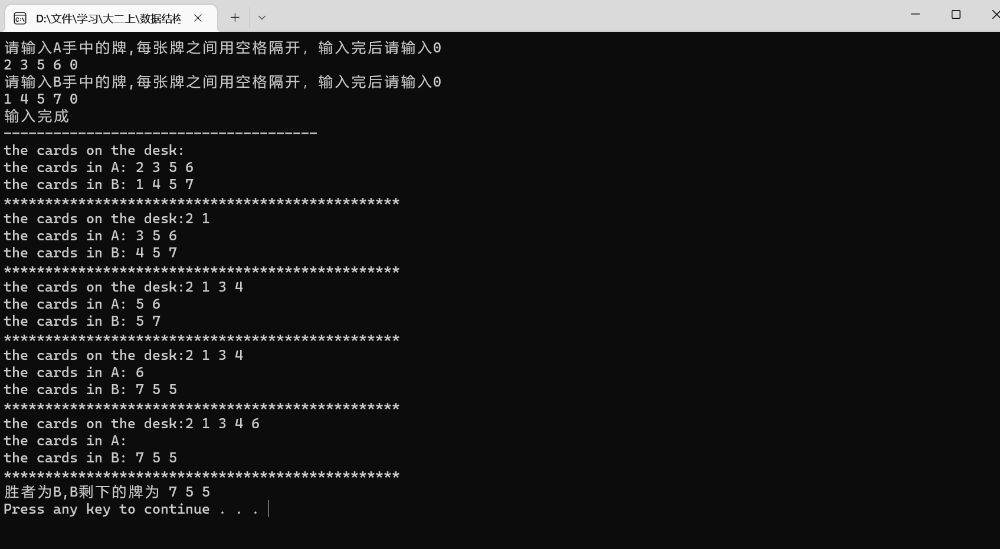 D:\文件\学习\大二上\数据结构
请输入A手中的牌,每张牌之间用空格隔开，输入完后请输入0
2 3 5 6 0
请输入B手中的牌,每张牌之间用空格隔开，输入完后请输入0
1 4 5 7 0
输入完成
--------------------------------------
the cards on the desk:
the cards in A: 2 3 5 6
the cards in B: 1 4 5 7
************************************************
the cards on the desk:2 1
the cards in A: 3 5 6
the cards in B: 4 5 7
************************************************
the cards on the desk:2 1 3 4
the cards in A: 5 6
the cards in B: 5 7
************************************************
the cards on the desk:2 1 3 4
the cards in A: 6
the cards in B: 7 5 5
************************************************
the cards on the desk:2 1 3 4 6
the cards in A:
the cards in B: 7 5 5
************************************************
胜者为B,B剩下的牌为 7 5 5
Press any key to continue . . .